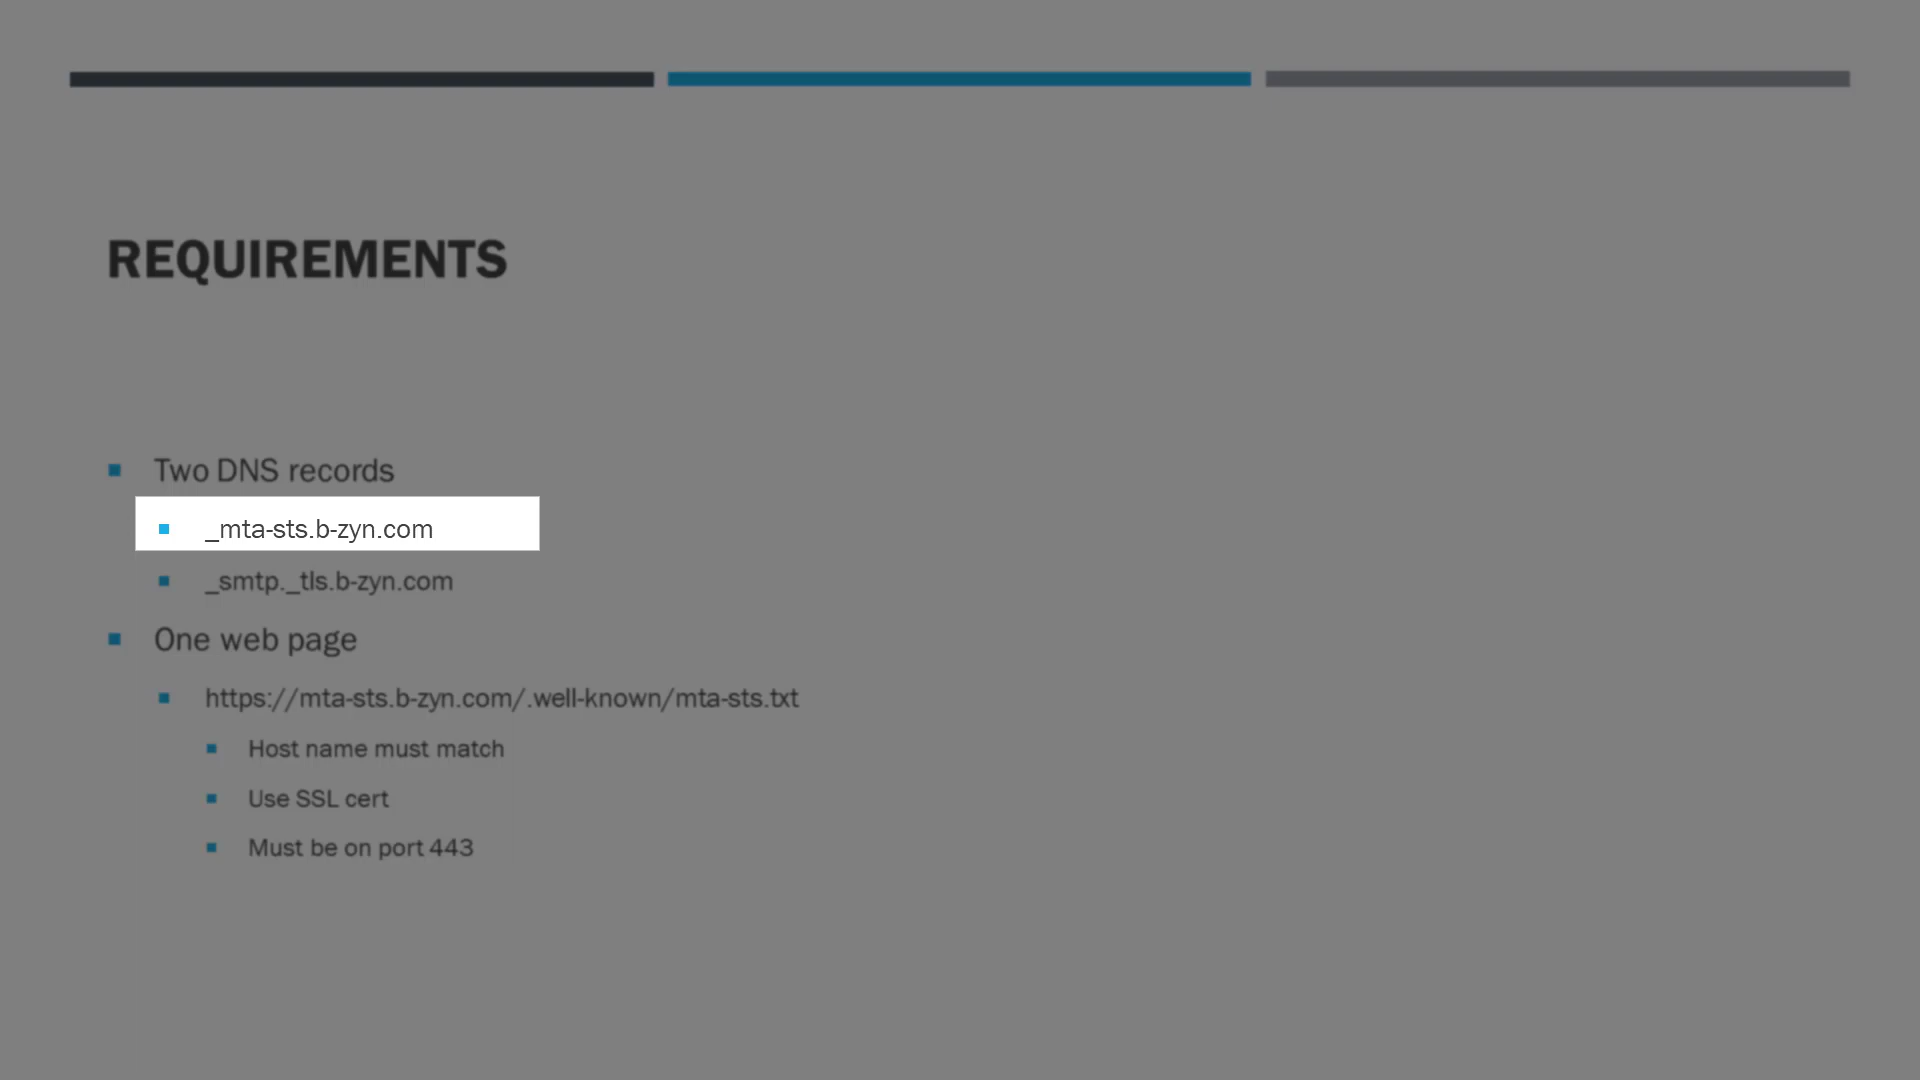 REQUIREMENTS
Two DNS records
_mta-sts.b-zyn.com
_smtp._tls.b-zyn.com
One web page
https://mta-sts.b-zyn.com/.well-known/mta-sts.txt
Host name must match
Use SSL cert
Must be on port 443